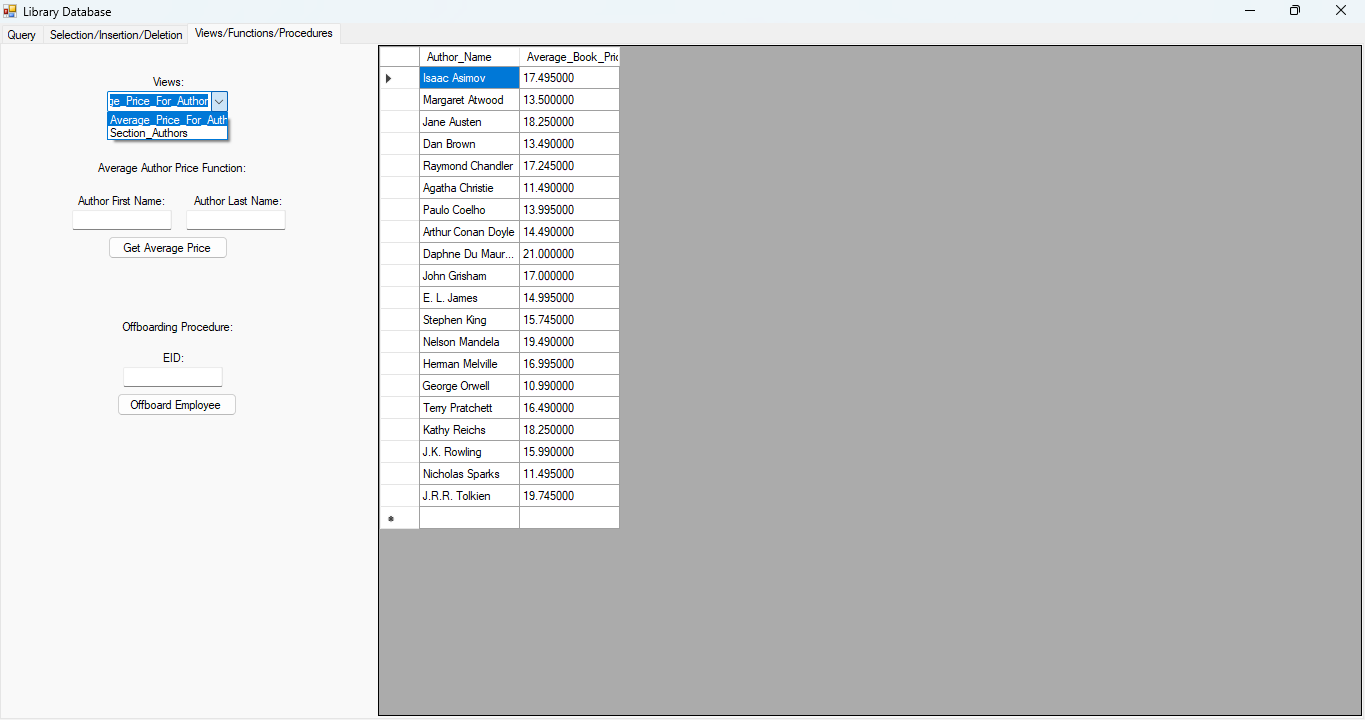 Library Database
Query Selection/Insertion/Deletion Views/Functions/Procedures
Views:
ge_Price_For_Author
Average_Price_For_Auth
Section_Authors
Average Author Price Function:
Author First Name: Author Last Name:
Get Average Price
Offboarding Procedure:
EID:
Offboard Employee
Author_Name Average_Book_Pric
Isaac Asimov 17.495000
Margaret Atwood 13.500000
Jane Austen 18.250000
Dan Brown 13.490000
Raymond Chandler 17.245000
Agatha Christie 11.490000
Paulo Coelho 13.995000
Arthur Conan Doyle 14.490000
Daphne Du Maur... 21.000000
John Grisham 17.000000
E. L. James 14.995000
Stephen King 15.745000
Nelson Mandela 19.490000
Herman Melville 16.995000
George Orwell 10.990000
Terry Pratchett 16.490000
Kathy Reichs 18.250000
J.K. Rowling 15.990000
Nicholas Sparks 11.495000
J.R.R. Tolkien 19.745000